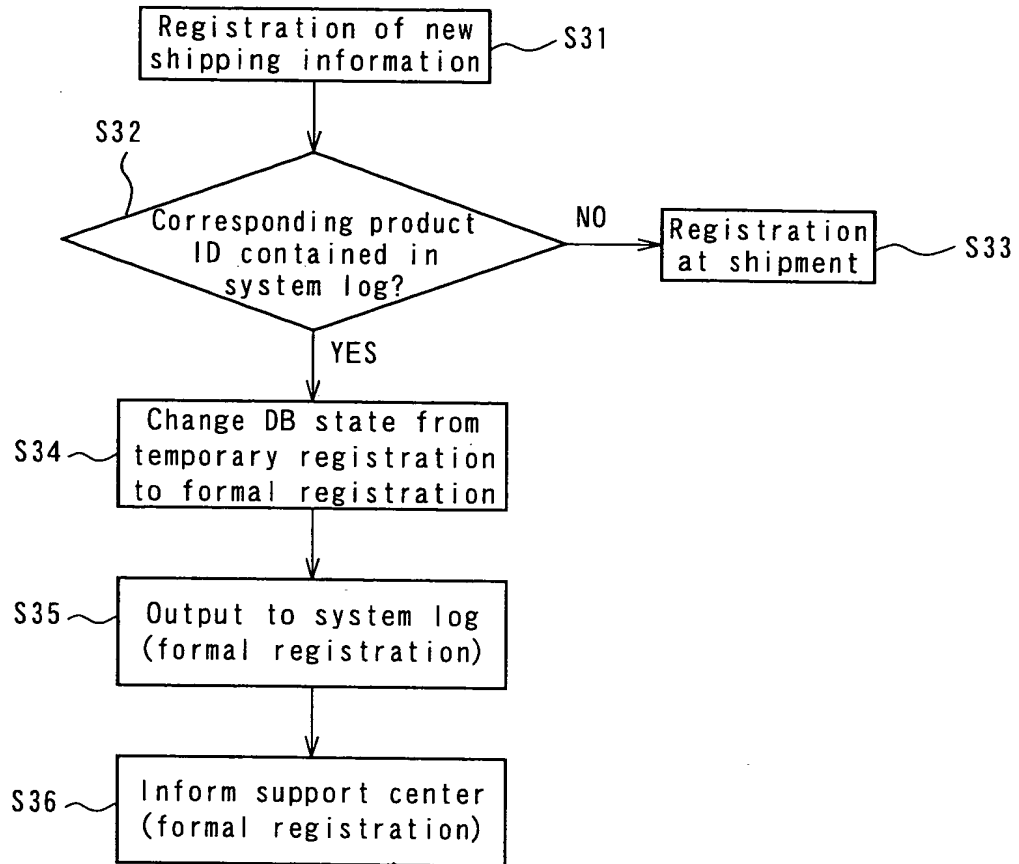 Registration of new
shipping information
S31
S32
Corresponding product
ID contained in
system log?
NO
Registration
at shipment
S33
YES
S34
Change DB state from
temporary registration
to formal registration
S35
Output to system log
(formal registration)
S36
Inform support center
(formal registration)